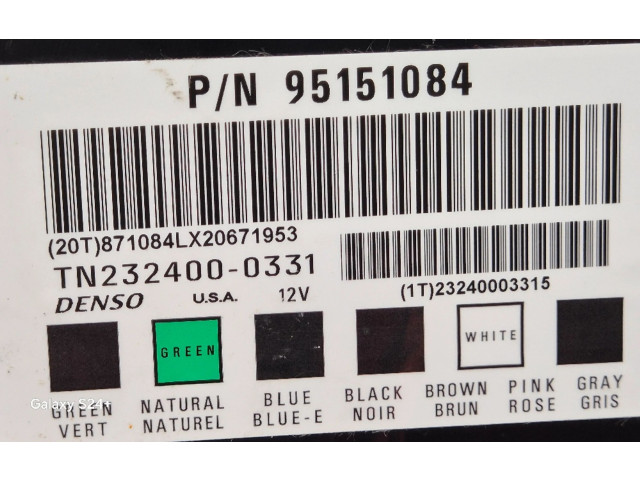 P/N 95151084
(20T)871084LX20671953
TN232400-0331
(1T)23240003315
DENSO U.S.A. 12V
GREEN WHITE
GREEN NATURAL BLUE BLACK BROWN PINK GRAY
VERT NATUREL BLUE-E NOIR BRUN ROSE GRIS
Galaxy S24+